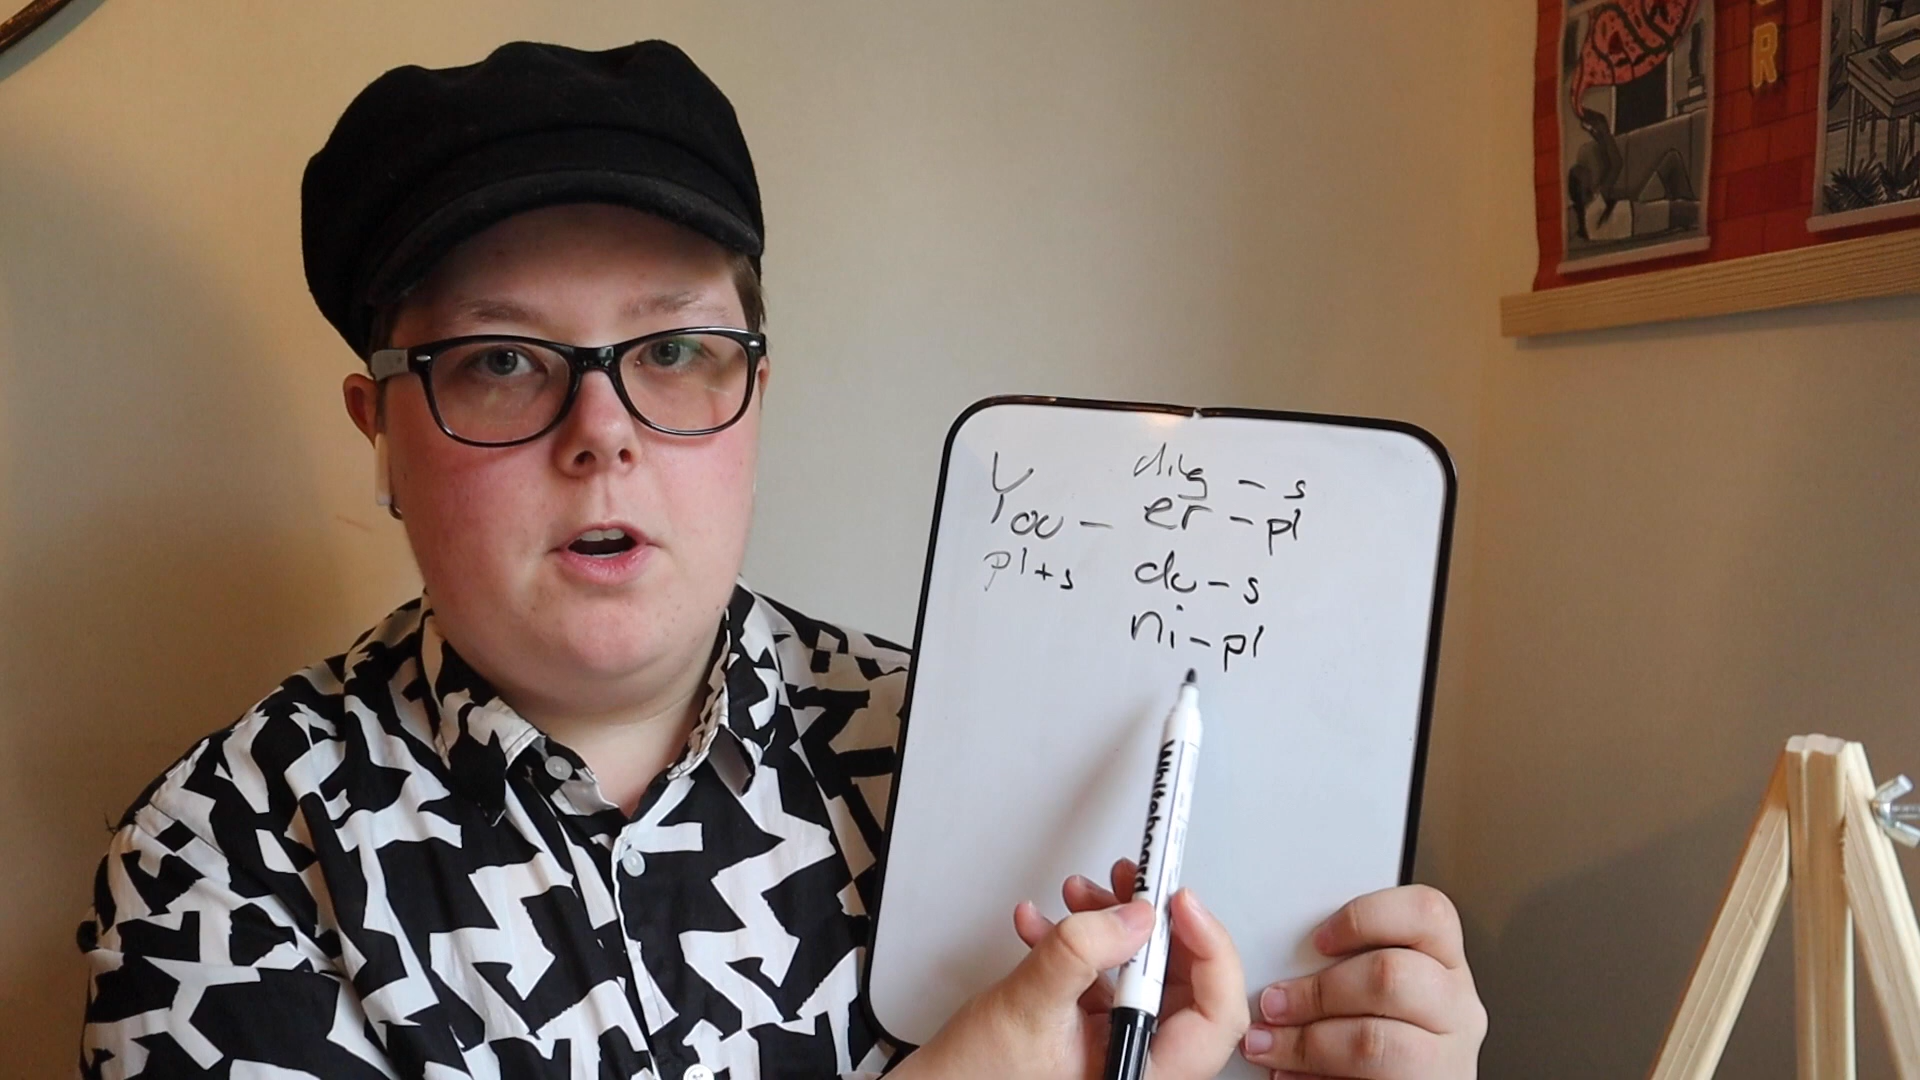 dig - s
You - er - pl
pl+s du - s
ni - pl
Whiteboard
R